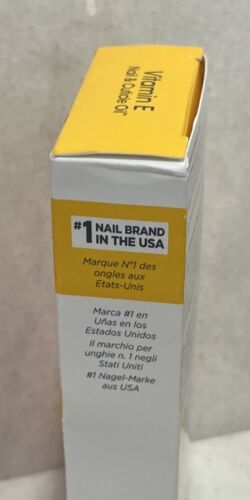 Vitamin E
Nail & Cuticle Oil
#1 NAIL BRAND
IN THE USA
Marque N°1 des
ongles aux
Etats-Unis
Marca #1 en
Uñas en los
Estados Unidos
Il marchio per
unghie n. 1 negli
Stati Uniti
#1 Nagel-Marke
aus USA